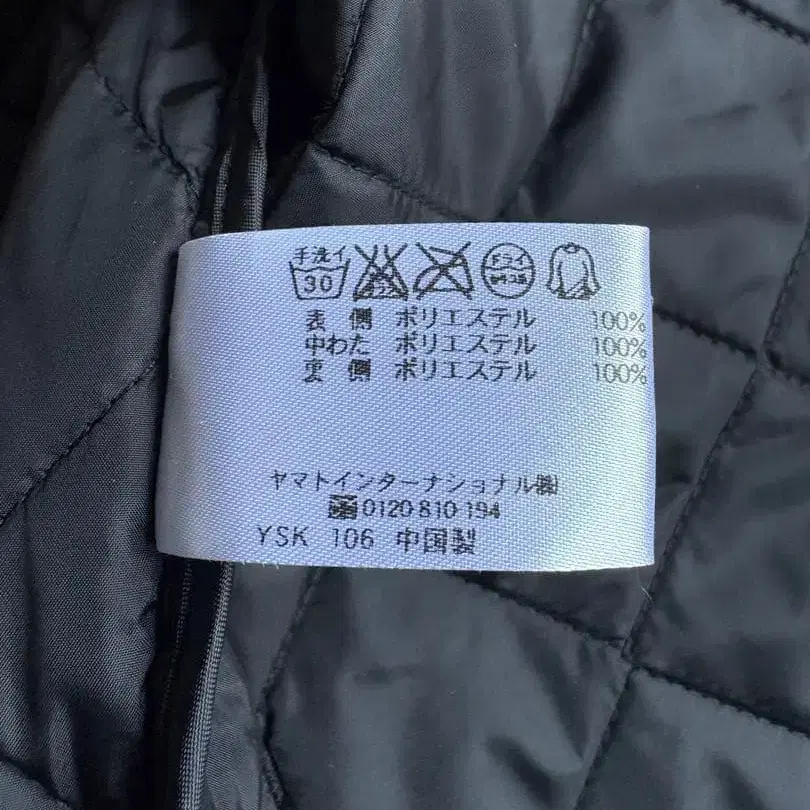 手洗イ
30
ドライ
表側 ポリエステル 100%
中わた ポリエステル 100%
裏側 ポリエステル 100%
ヤマトインターナショナル㈱
0120 810 194
YSK 106 中国製